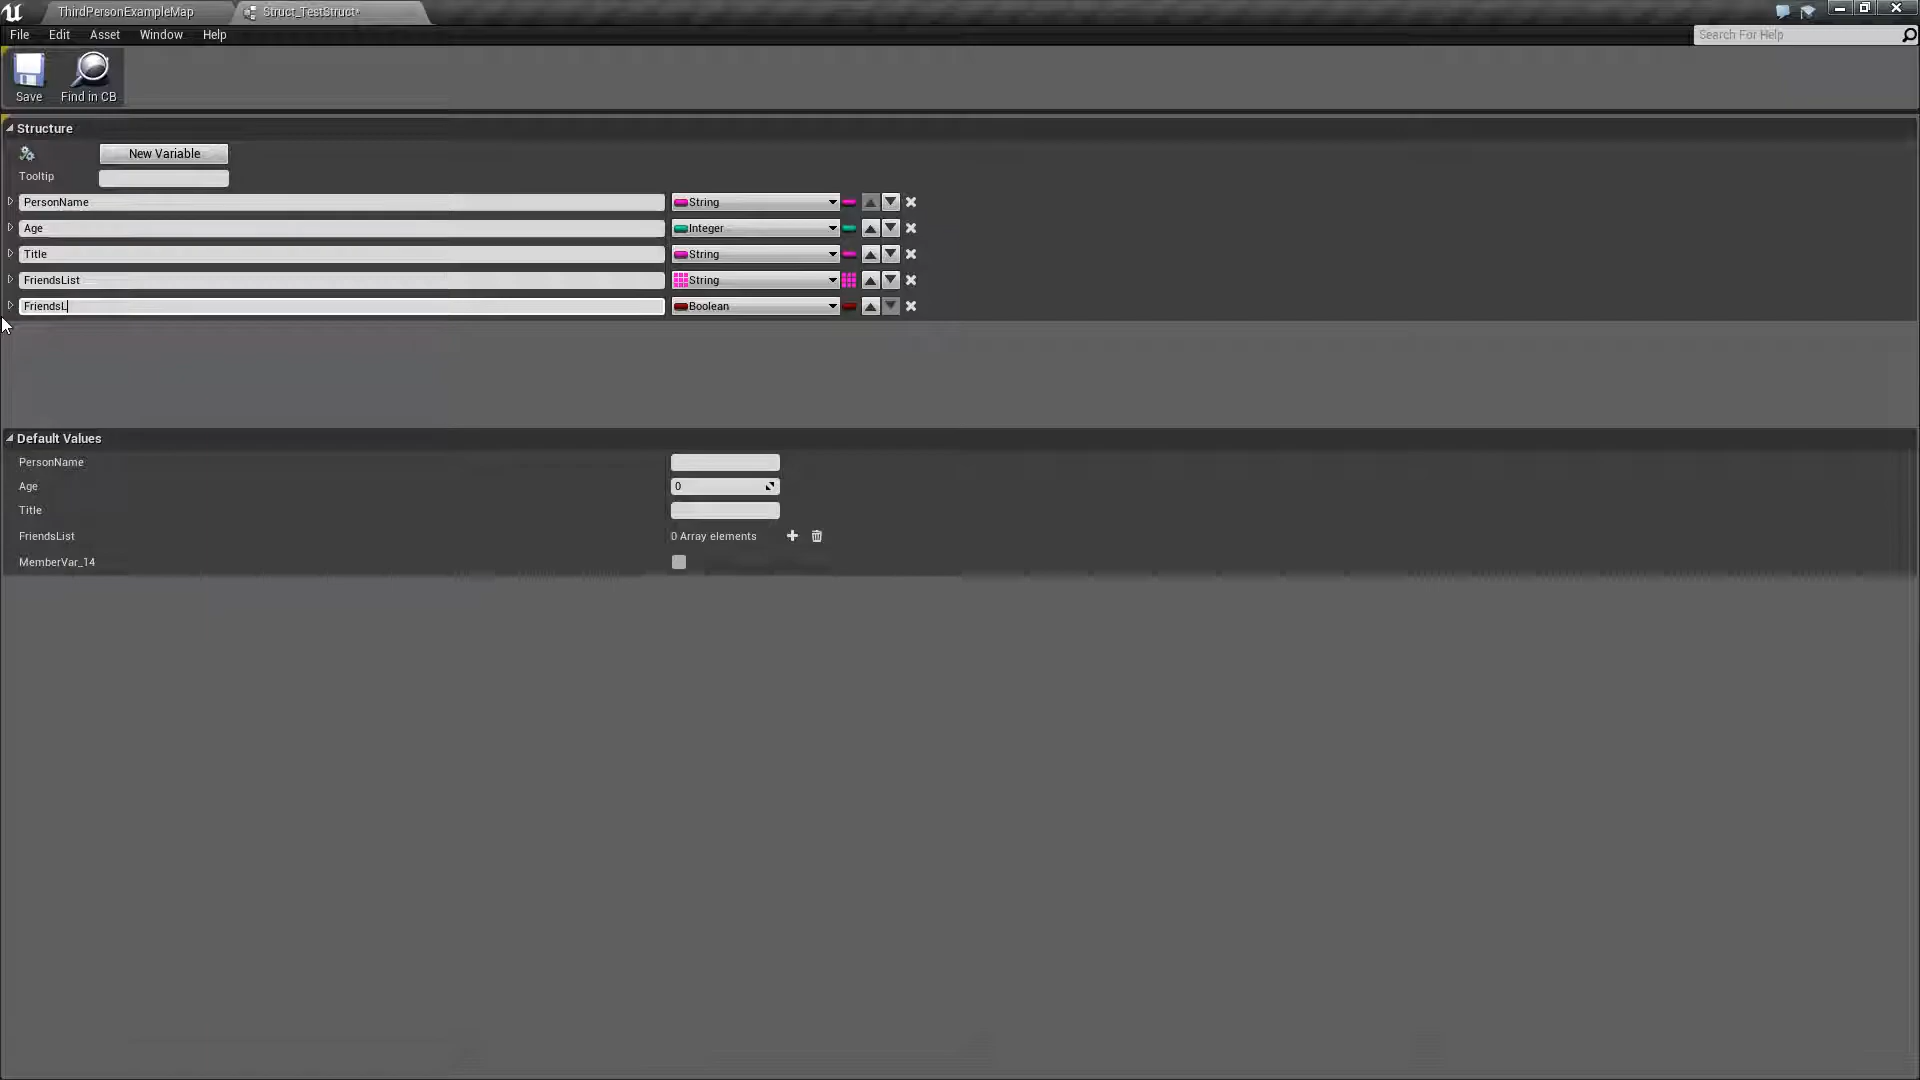 ThirdPersonExampleMap
Struct_TestStruct*
File Edit Asset Window Help
Search For Help
Save Find in CB
Structure
New Variable
Tooltip
PersonName String
Age Integer
Title String
FriendsList String
FriendsL Boolean
Default Values
PersonName
Age 0
Title
FriendsList 0 Array elements
MemberVar_14